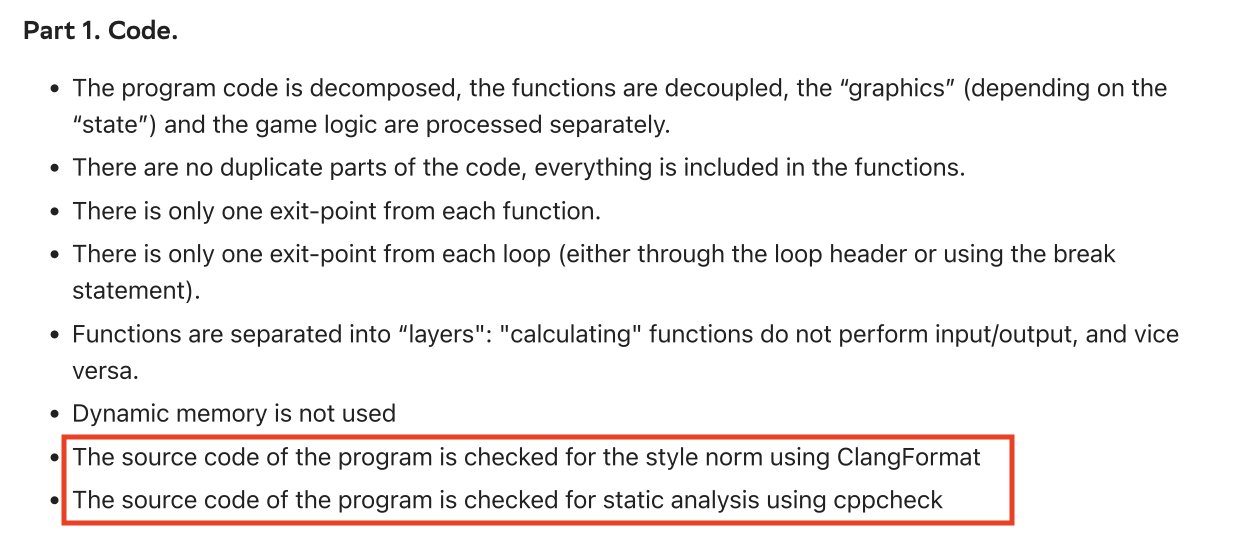 Part 1. Code.
• The program code is decomposed, the functions are decoupled, the “graphics” (depending on the
“state”) and the game logic are processed separately.
• There are no duplicate parts of the code, everything is included in the functions.
• There is only one exit-point from each function.
• There is only one exit-point from each loop (either through the loop header or using the break
statement).
• Functions are separated into “layers": "calculating" functions do not perform input/output, and vice
versa.
• Dynamic memory is not used
• The source code of the program is checked for the style norm using ClangFormat
• The source code of the program is checked for static analysis using cppcheck